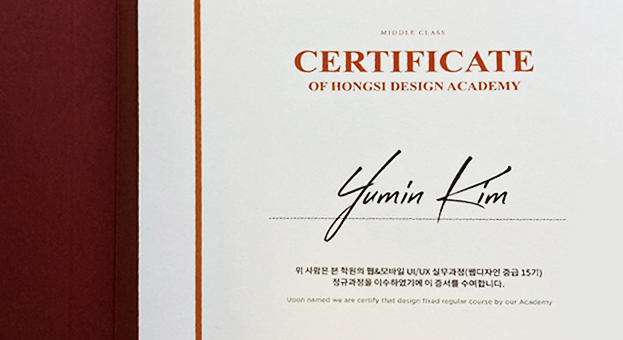 MIDDLE CLASS
CERTIFICATE
OF HONGSI DESIGN ACADEMY
Yumin Kim
위 사람은 본 학원의 웹&모바일 UI/UX 실무과정(웹디자인 중급 15기)
정규과정을 이수하였기에 이 증서를 수여합니다.
Upon named we are certify that design fixad regular course by our Academy